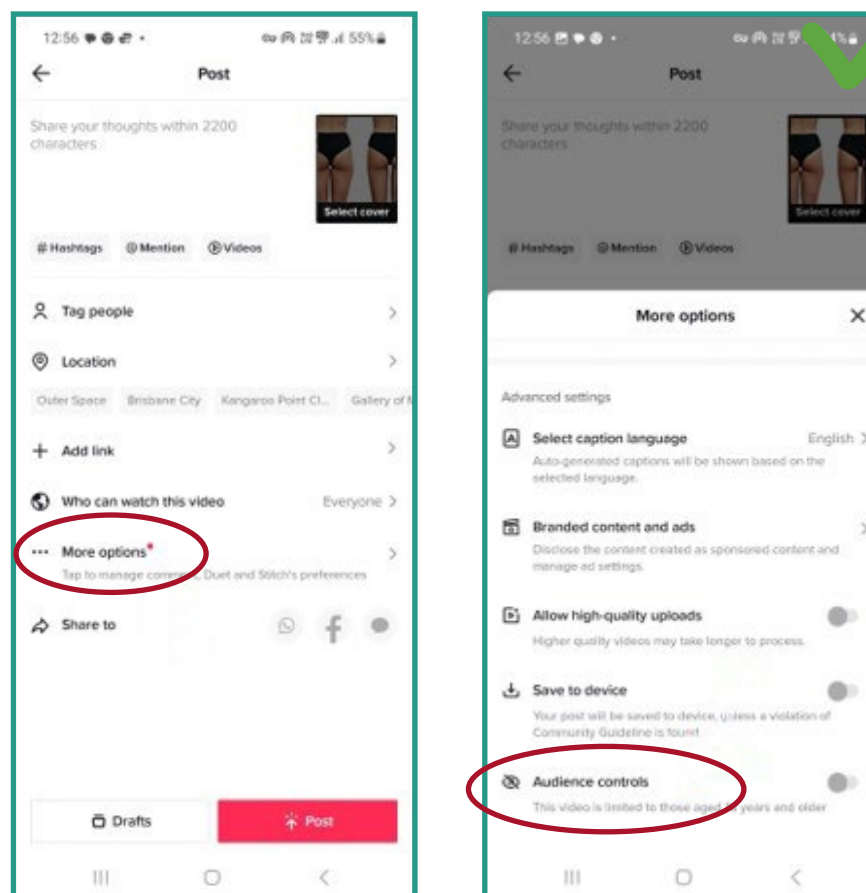 12:56
55%
Post
Share your thoughts within 2200
characters
Select cover
# Hashtags @ Mention Videos
Tag people
Location
Outer Space Brisbane City Kangaroo Point Cl... Gallery of
+ Add link
Who can watch this video Everyone >
... More options
Tap to manage comment, Duet and Stitch's preferences
Share to
Drafts
Post
12:56
Post
Share your thoughts within 2200
characters
Select cover
# Hashtags @ Mention Videos
More options
Advanced settings
Select caption language English >
Auto-generated captions will be shown based on the
selected language.
Branded content and ads
Disclose the content created as sponsored content and
manage ad settings.
Allow high-quality uploads
Higher quality videos may take longer to process.
Save to device
Your post will be saved to device, unless a violation of
Community Guideline is found.
Audience controls
This video is limited to those aged years and older